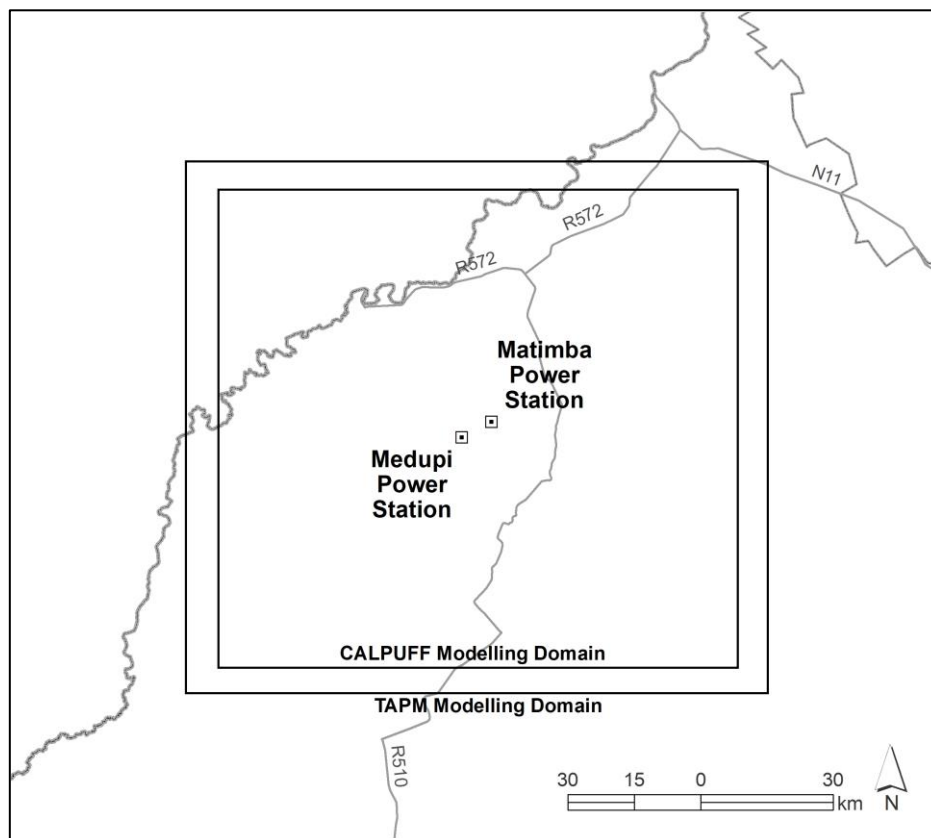 N11
R572
R572
Matimba
Power
Station
Medupi
Power
Station
CALPUFF Modelling Domain
TAPM Modelling Domain
R510
30 15 0 30
km
N